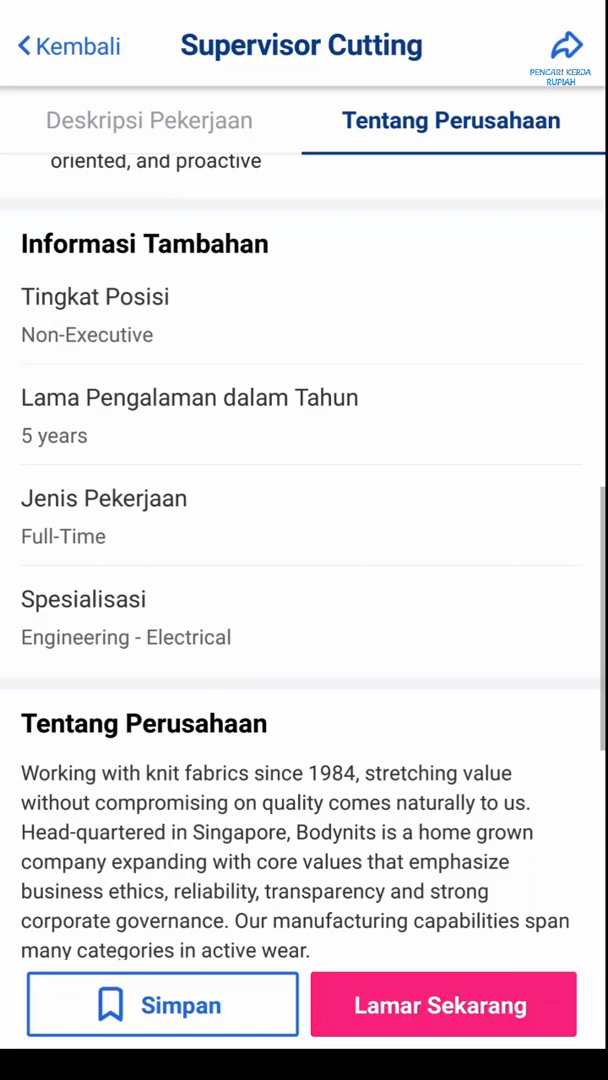 Kembali
Supervisor Cutting
PENCARI KERJA
RUPIAH
Deskripsi Pekerjaan
Tentang Perusahaan
oriented, and proactive
Informasi Tambahan
Tingkat Posisi
Non-Executive
Lama Pengalaman dalam Tahun
5 years
Jenis Pekerjaan
Full-Time
Spesialisasi
Engineering - Electrical
Tentang Perusahaan
Working with knit fabrics since 1984, stretching value
without compromising on quality comes naturally to us.
Head-quartered in Singapore, Bodynits is a home grown
company expanding with core values that emphasize
business ethics, reliability, transparency and strong
corporate governance. Our manufacturing capabilities span
many categories in active wear.
Simpan
Lamar Sekarang